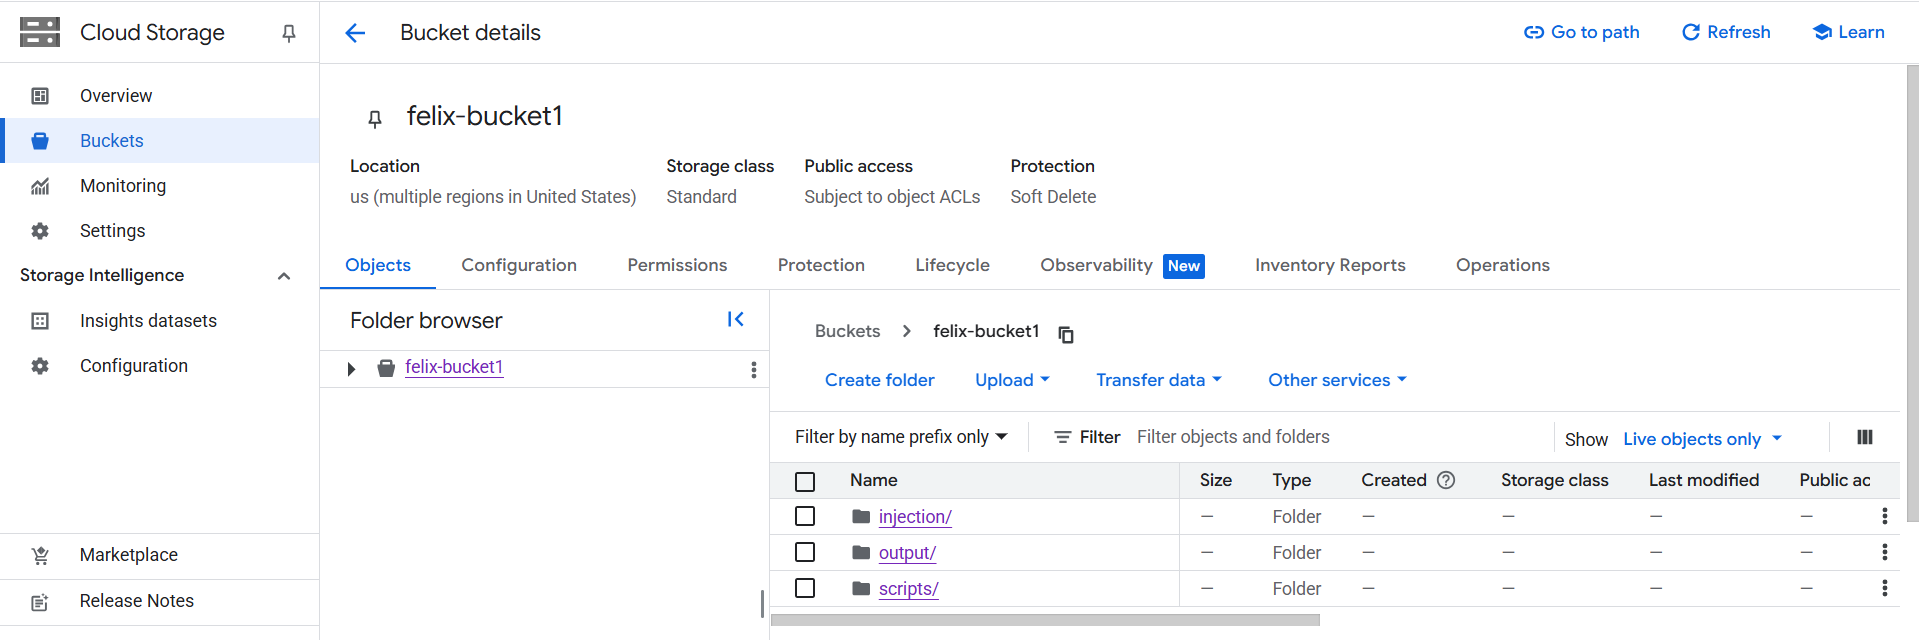 Cloud Storage
Bucket details
Go to path
Refresh
Learn
Overview
Buckets
Monitoring
Settings
Storage Intelligence
Insights datasets
Configuration
Marketplace
Release Notes
felix-bucket1
Location
Storage class
Public access
Protection
us (multiple regions in United States)
Standard
Subject to object ACLs
Soft Delete
Objects
Configuration
Permissions
Protection
Lifecycle
Observability New
Inventory Reports
Operations
Folder browser
felix-bucket1
Buckets > felix-bucket1
Create folder
Upload
Transfer data
Other services
Filter by name prefix only
Filter
Filter objects and folders
Show
Live objects only
Name Size Type Created Storage class Last modified Public ac
injection/ — Folder — — — —
output/ — Folder — — — —
scripts/ — Folder — — — —